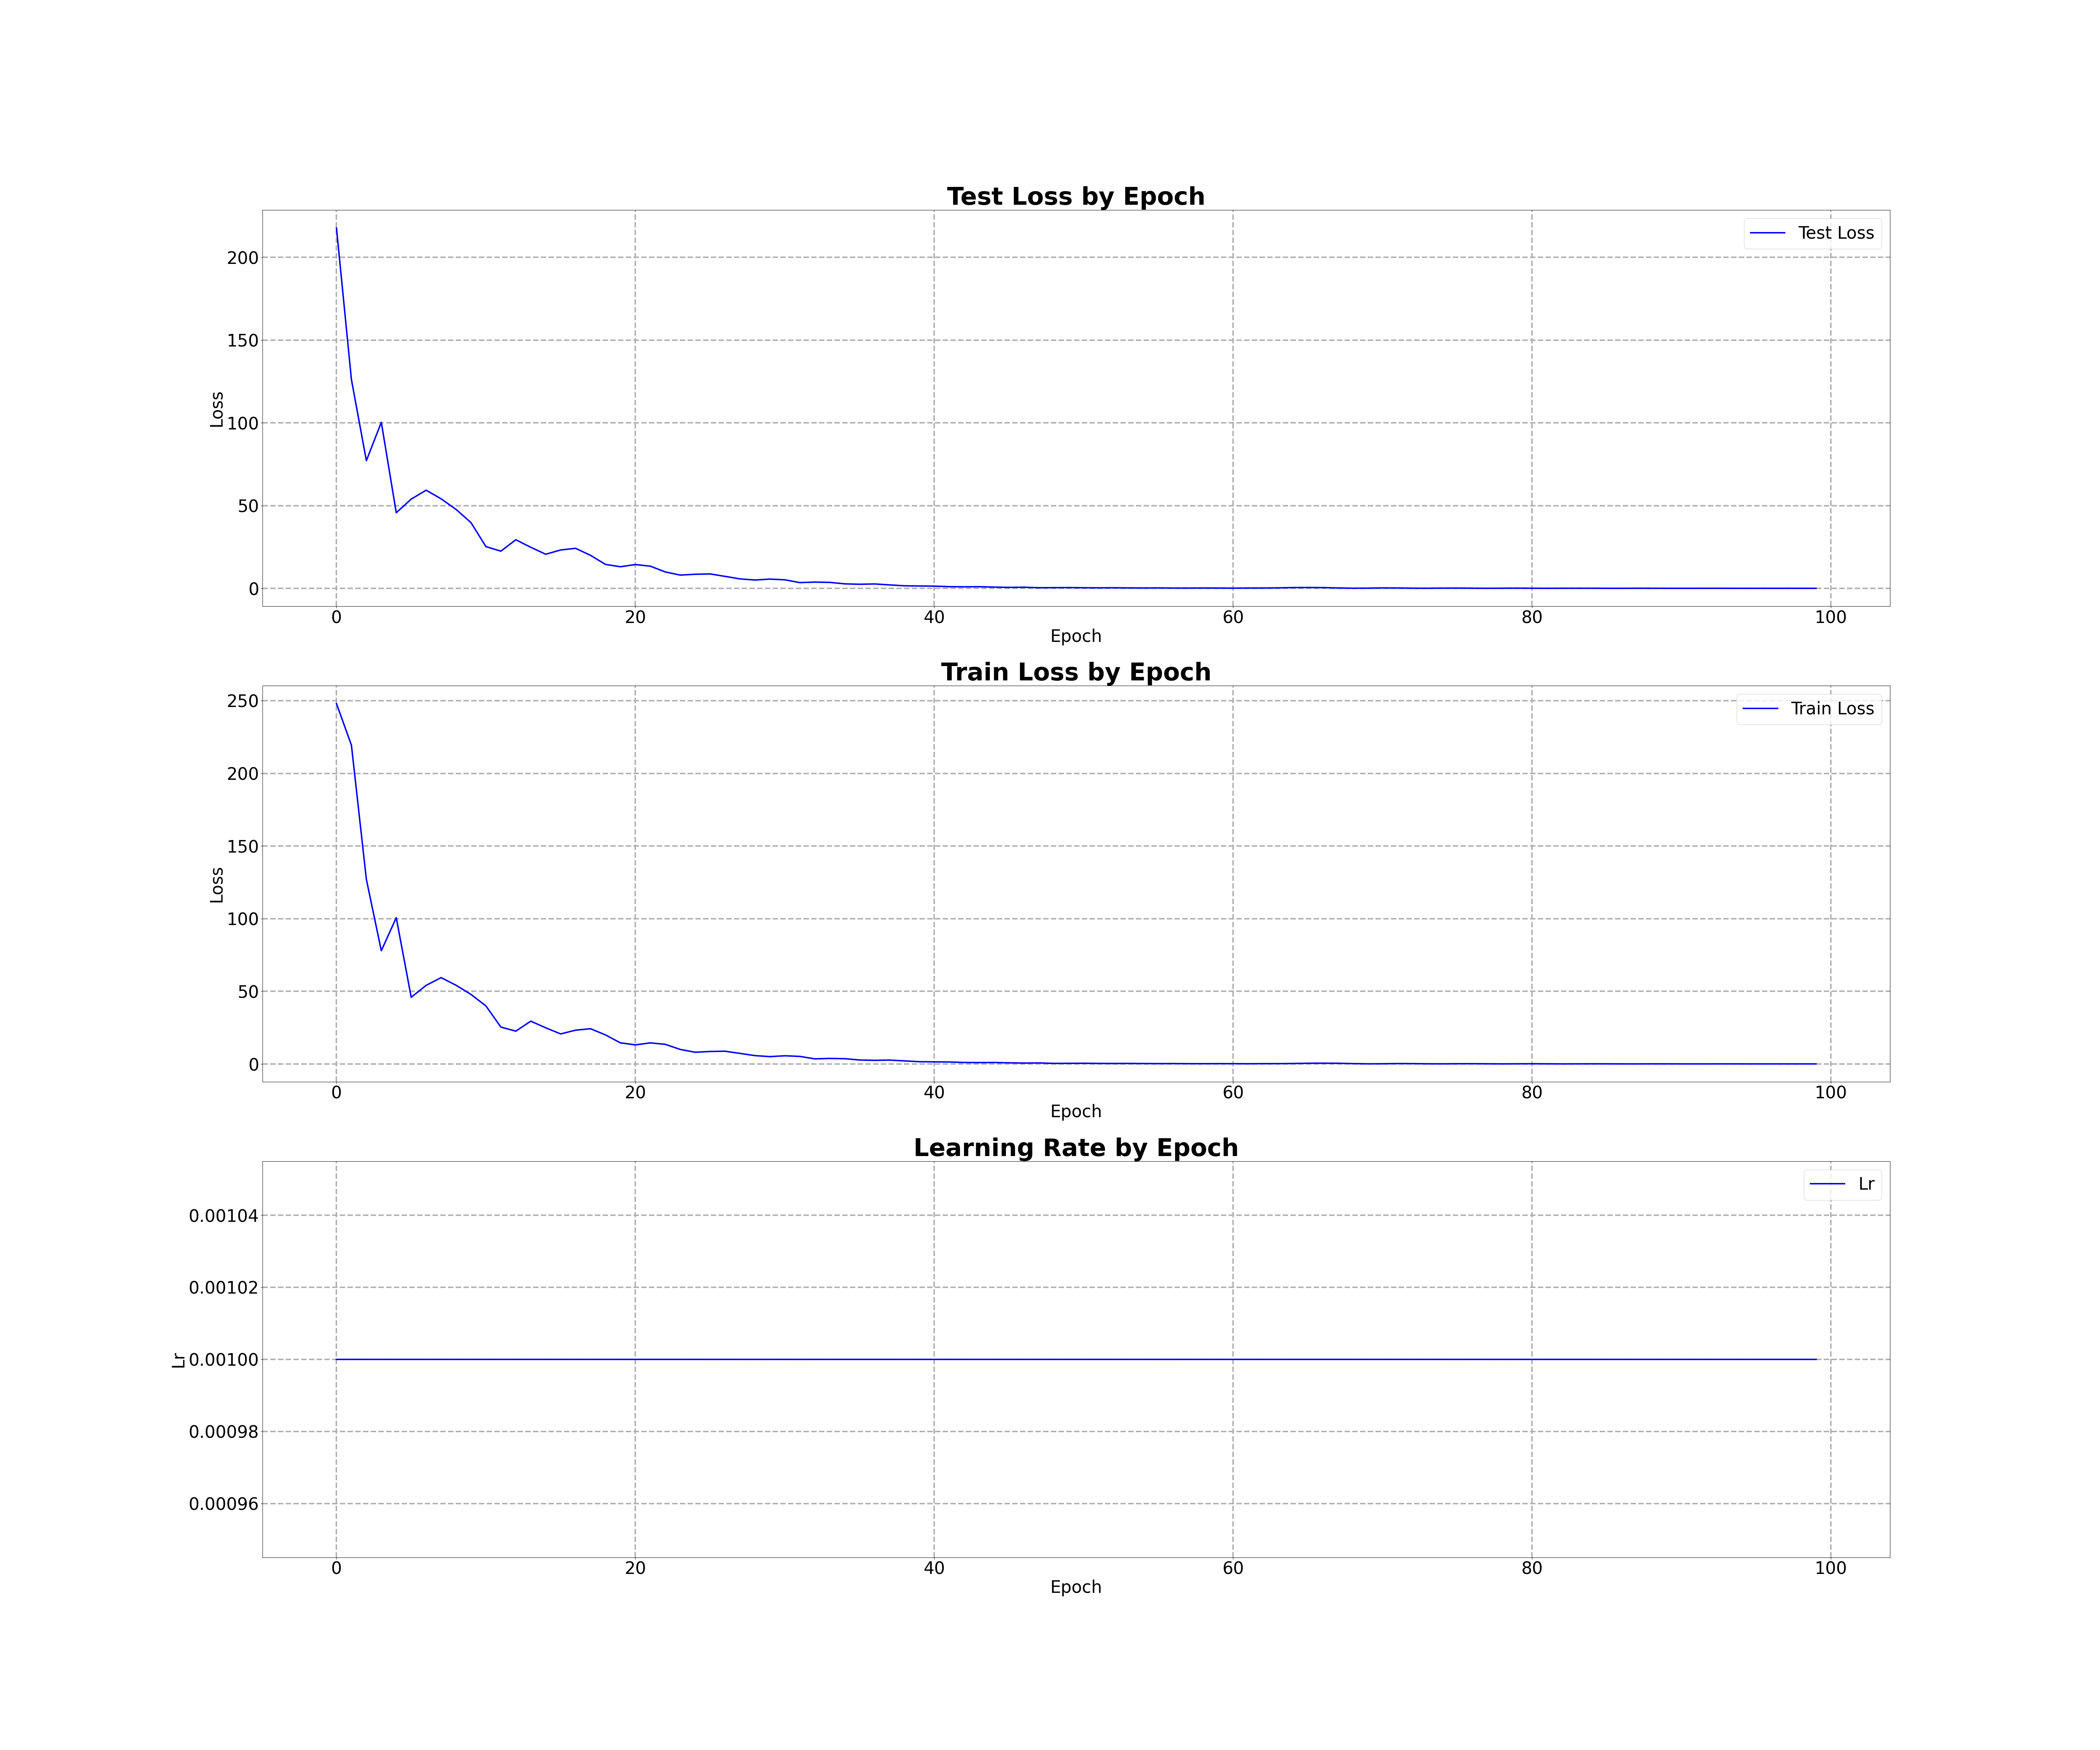 Test Loss by Epoch
Test Loss
200
150
100
50
0
Loss
0 20 40 60 80 100
Epoch
Train Loss by Epoch
Train Loss
250
200
150
100
50
0
Loss
0 20 40 60 80 100
Epoch
Learning Rate by Epoch
Lr
0.00104
0.00102
0.00100
0.00098
0.00096
Lr
0 20 40 60 80 100
Epoch